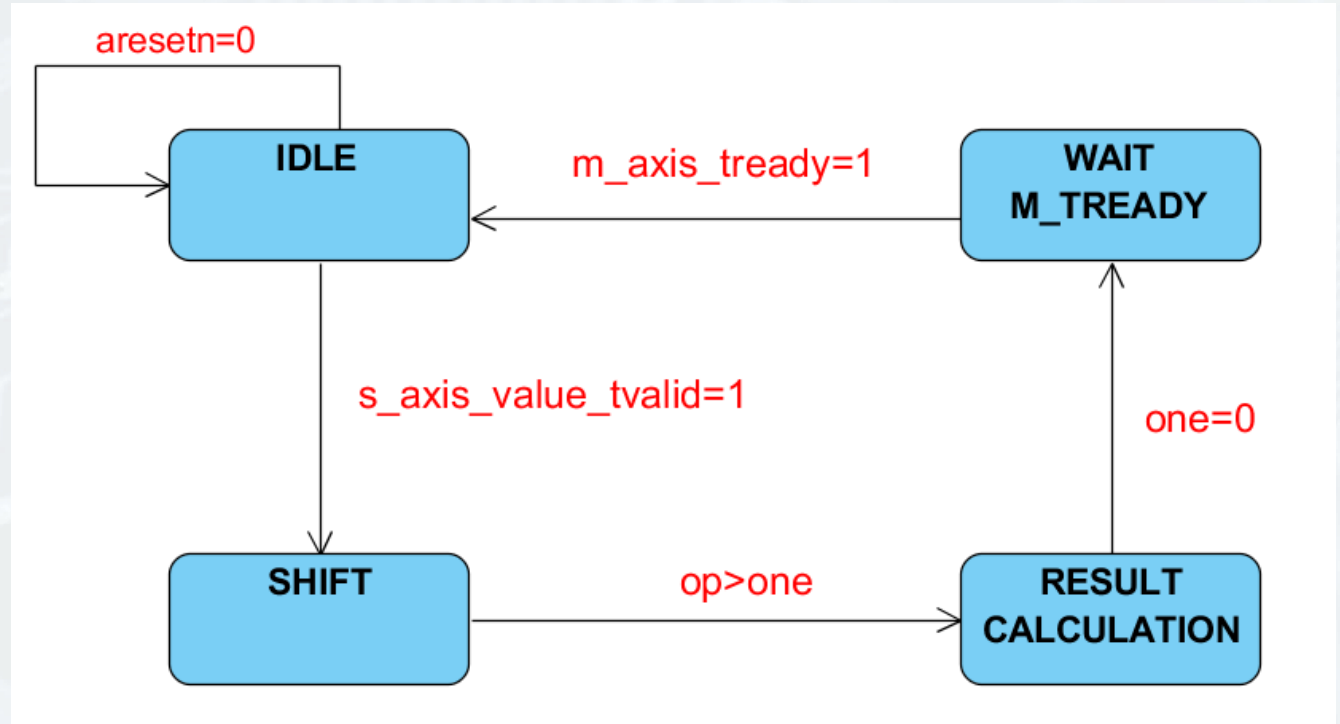 aresetn=0
IDLE
m_axis_tready=1
WAIT
M_TREADY
s_axis_value_tvalid=1
one=0
SHIFT
op>one
RESULT
CALCULATION